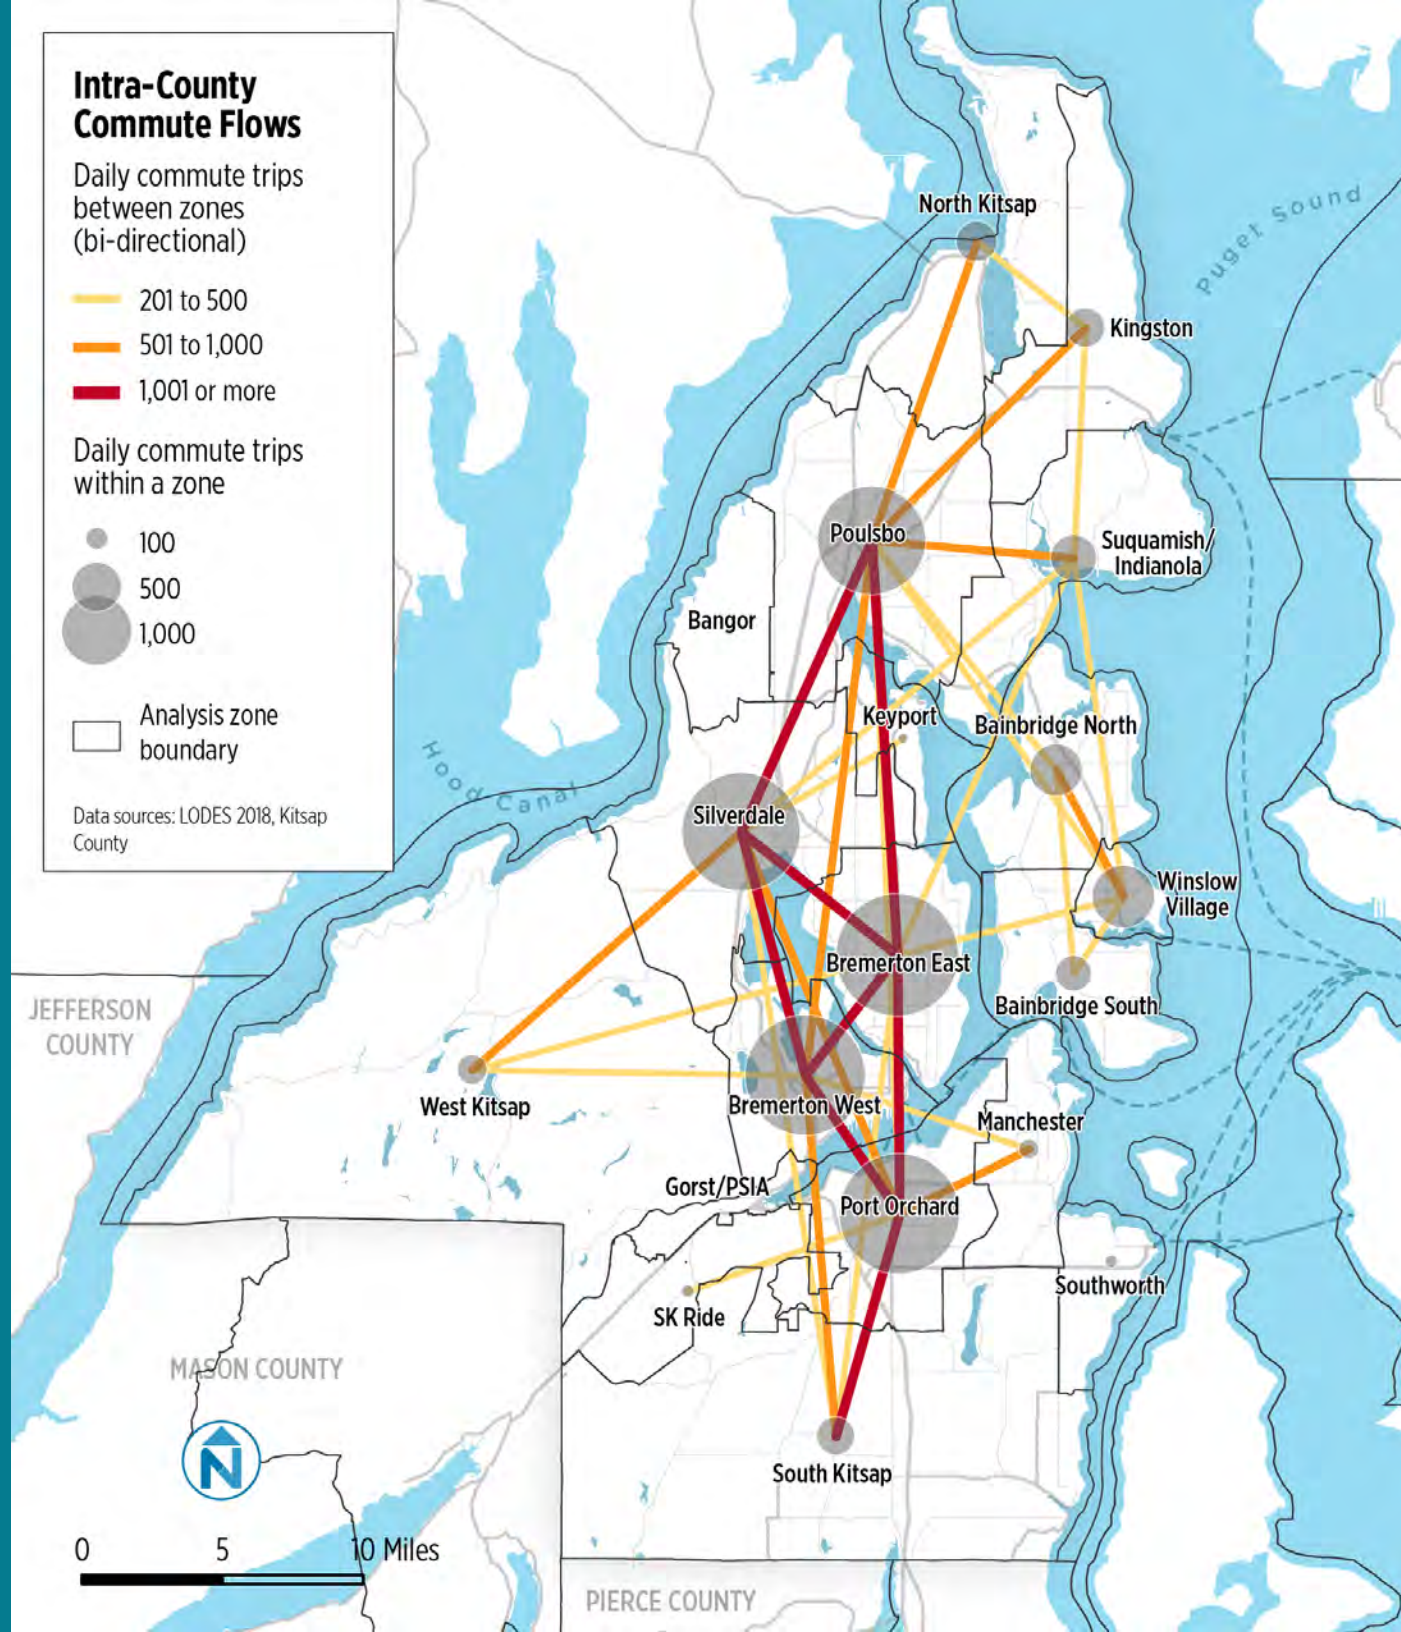 Intra-County
Commute Flows
Daily commute trips
between zones
(bi-directional)
201 to 500
501 to 1,000
1,001 or more
Daily commute trips
within a zone
100
500
1,000
Analysis zone
boundary
Data sources: LODES 2018, Kitsap
County
North Kitsap
Puget Sound
Kingston
Poulsbo
Suquamish/
Indianola
Bangor
Keyport
Bainbridge North
Hood Canal
Silverdale
Winslow
Village
Bremerton East
JEFFERSON
COUNTY
Bainbridge South
West Kitsap
Bremerton West
Manchester
Gorst/PSIA
Port Orchard
Southworth
SK Ride
MASON COUNTY
N
South Kitsap
0 5 10 Miles
PIERCE COUNTY